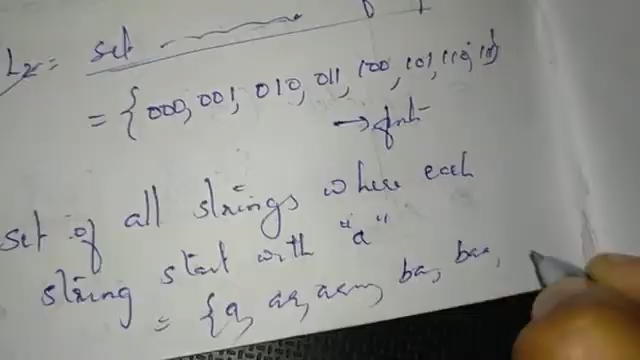 L2 = set
= {000, 001, 010, 011, 100, 101, 110, 111}
→ finite
set of all strings where each
string start with "a"
= {a, aa, aaa, ba, baa,